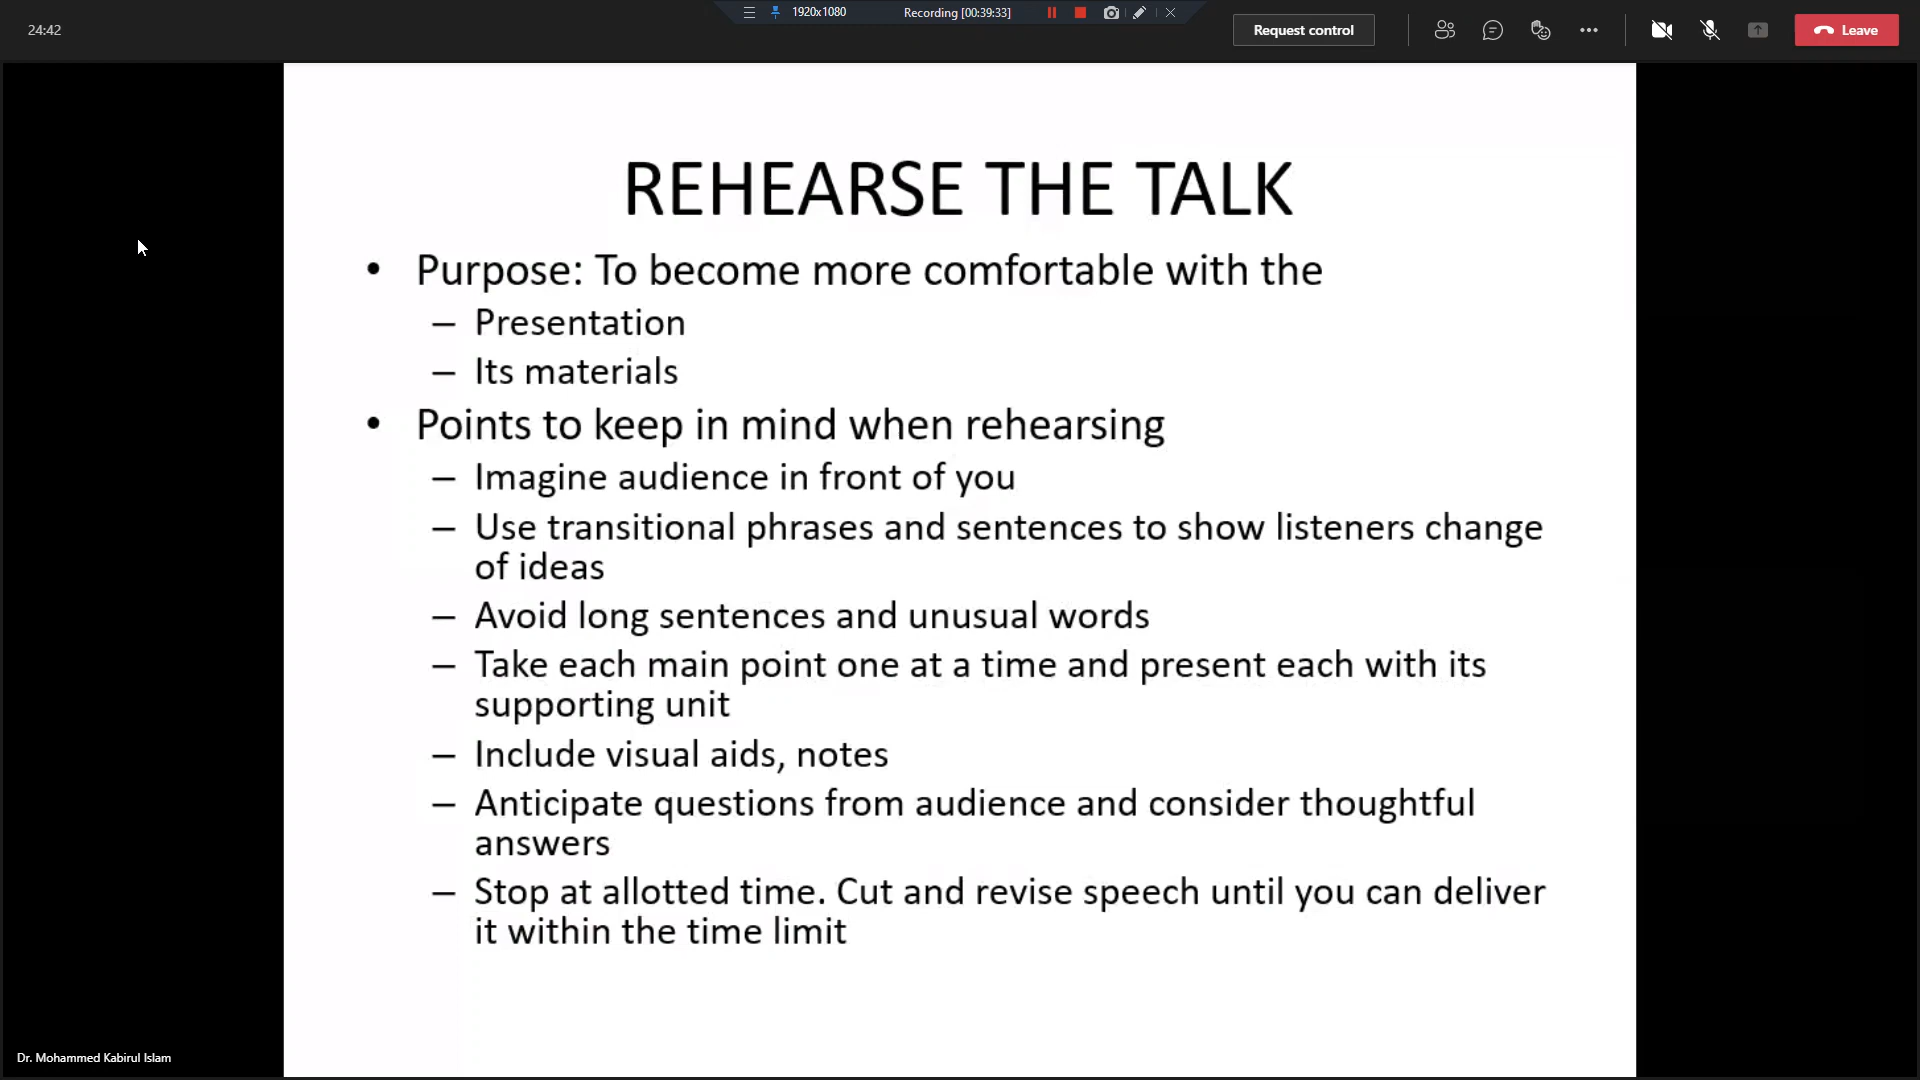 1920x1080 Recording [00:39:33]
24:42 Request control Leave
REHEARSE THE TALK
• Purpose: To become more comfortable with the
– Presentation
– Its materials
• Points to keep in mind when rehearsing
– Imagine audience in front of you
– Use transitional phrases and sentences to show listeners change
of ideas
– Avoid long sentences and unusual words
– Take each main point one at a time and present each with its
supporting unit
– Include visual aids, notes
– Anticipate questions from audience and consider thoughtful
answers
– Stop at allotted time. Cut and revise speech until you can deliver
it within the time limit
Dr. Mohammed Kabirul Islam